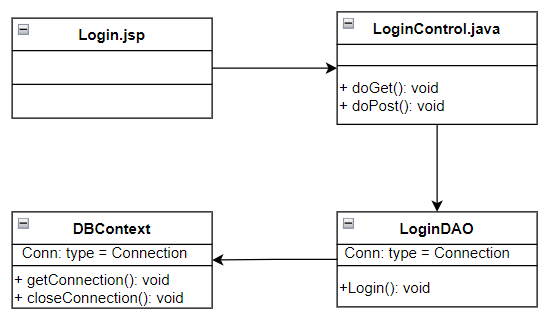 Login.jsp
LoginControl.java
+ doGet(): void
+ doPost(): void
DBContext
Conn: type = Connection
+ getConnection(): void
+ closeConnection(): void
LoginDAO
Conn: type = Connection
+Login(): void